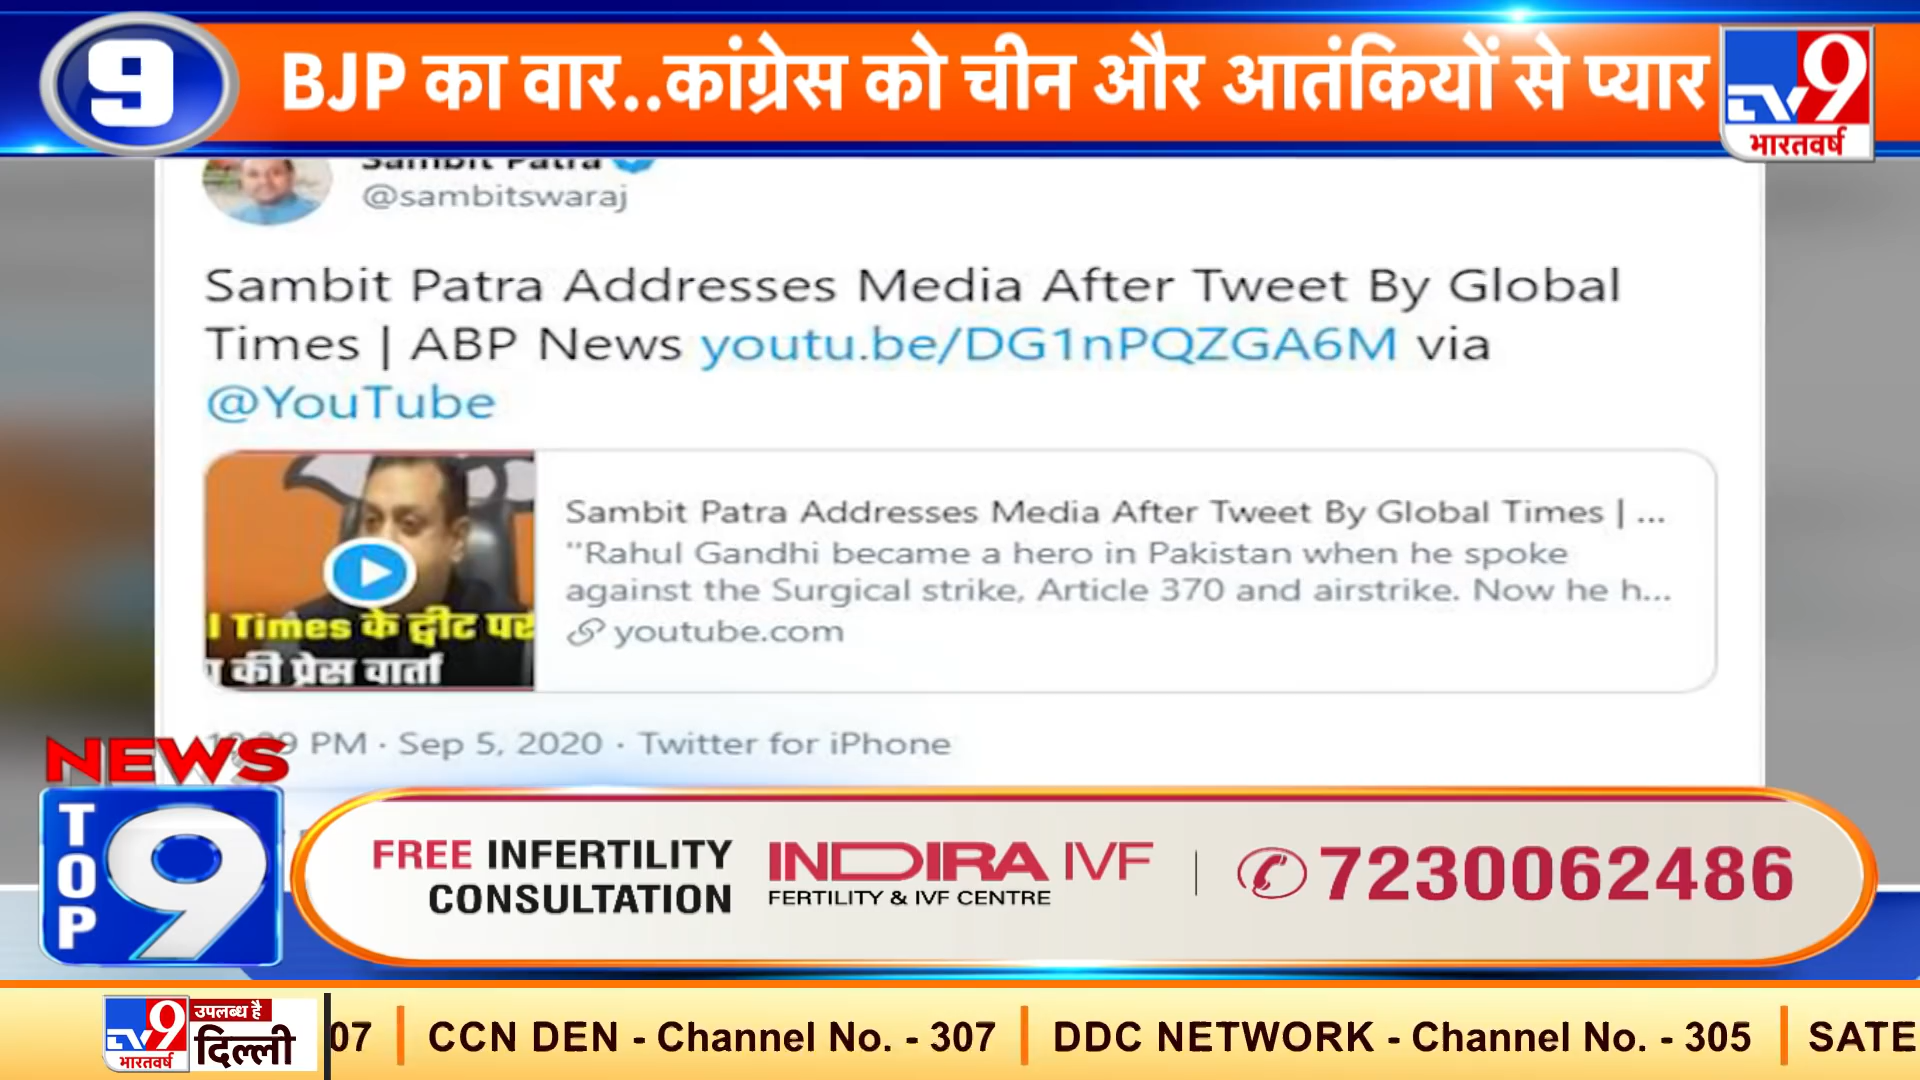 9
BJP का वार..कांग्रेस को चीन और आतंकियों से प्यार
TV9
भारतवर्ष
Sambit Patra
@sambitswaraj
Sambit Patra Addresses Media After Tweet By Global
Times | ABP News youtu.be/DG1nPQZGA6M via
@YouTube
l Times के ट्वीट पर
की प्रेस वार्ता
Sambit Patra Addresses Media After Tweet By Global Times | ...
"Rahul Gandhi became a hero in Pakistan when he spoke
against the Surgical strike, Article 370 and airstrike. Now he h...
youtube.com
PM · Sep 5, 2020 · Twitter for iPhone
NEWS
TOP
9
FREE INFERTILITY
CONSULTATION
INDIRA IVF
FERTILITY & IVF CENTRE
7230062486
TV9
भारतवर्ष
उपलब्ध है
दिल्ली
07 | CCN DEN - Channel No. - 307 | DDC NETWORK - Channel No. - 305 | SATE